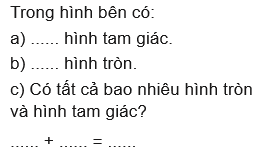 Trong hình bên có:
a) ...... hình tam giác.
b) ...... hình tròn.
c) Có tất cả bao nhiêu hình tròn
và hình tam giác?
...... + ...... = ......